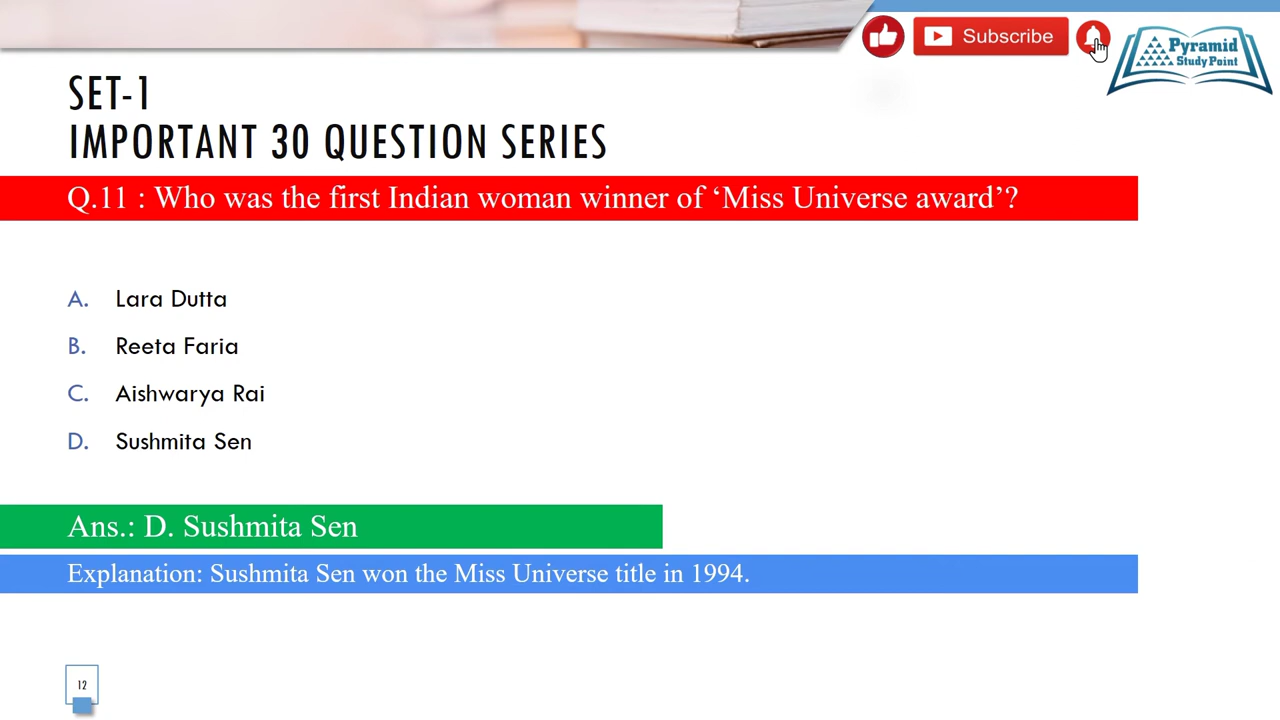 Subscribe
Pyramid
Study Point
SET-1
IMPORTANT 30 QUESTION SERIES
Q.11 : Who was the first Indian woman winner of ‘Miss Universe award’?
A. Lara Dutta
B. Reeta Faria
C. Aishwarya Rai
D. Sushmita Sen
Ans.: D. Sushmita Sen
Explanation: Sushmita Sen won the Miss Universe title in 1994.
12